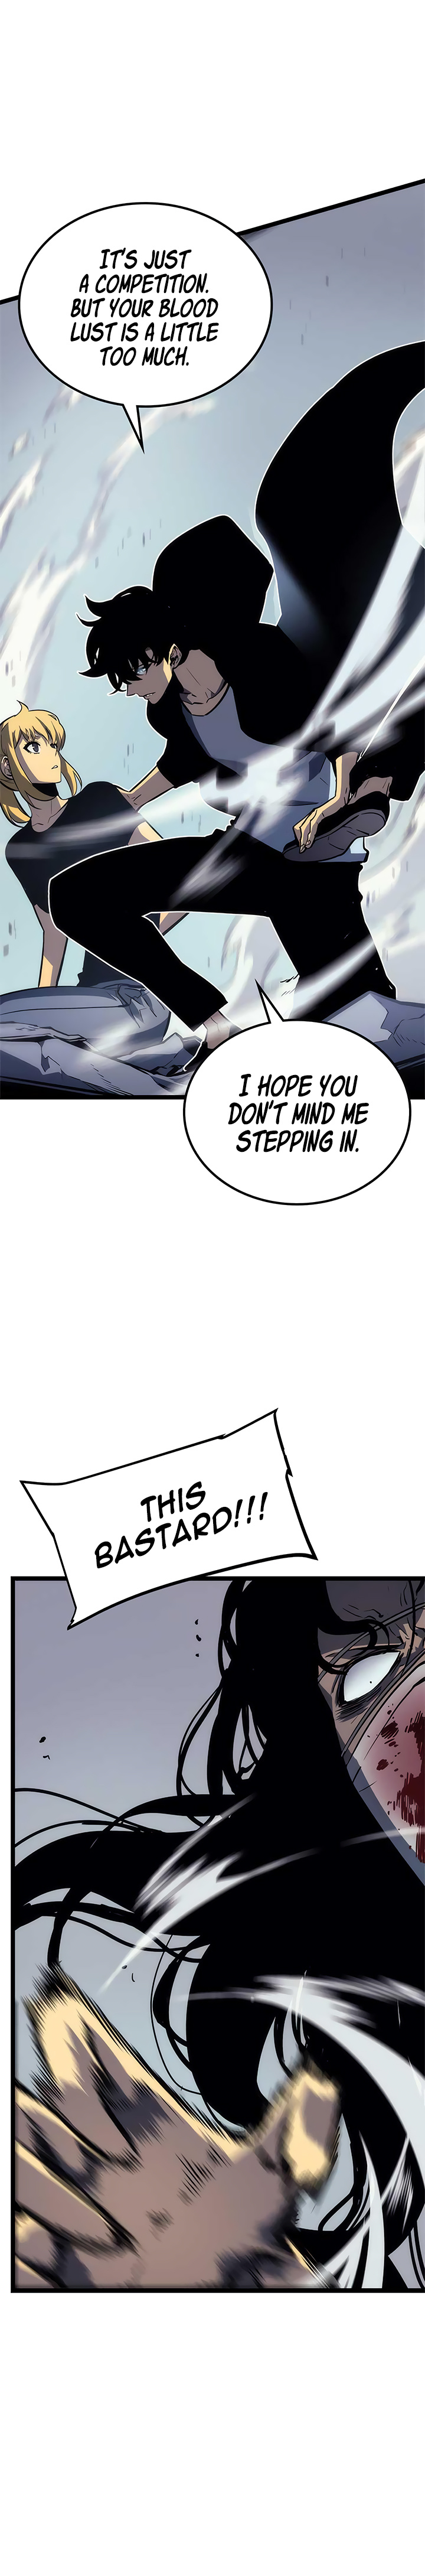 IT'S JUST
A COMPETITION.
BUT YOUR BLOOD
LUST IS A LITTLE
TOO MUCH.
I HOPE YOU
DON'T MIND ME
STEPPING IN.
THIS
BASTARD!!!